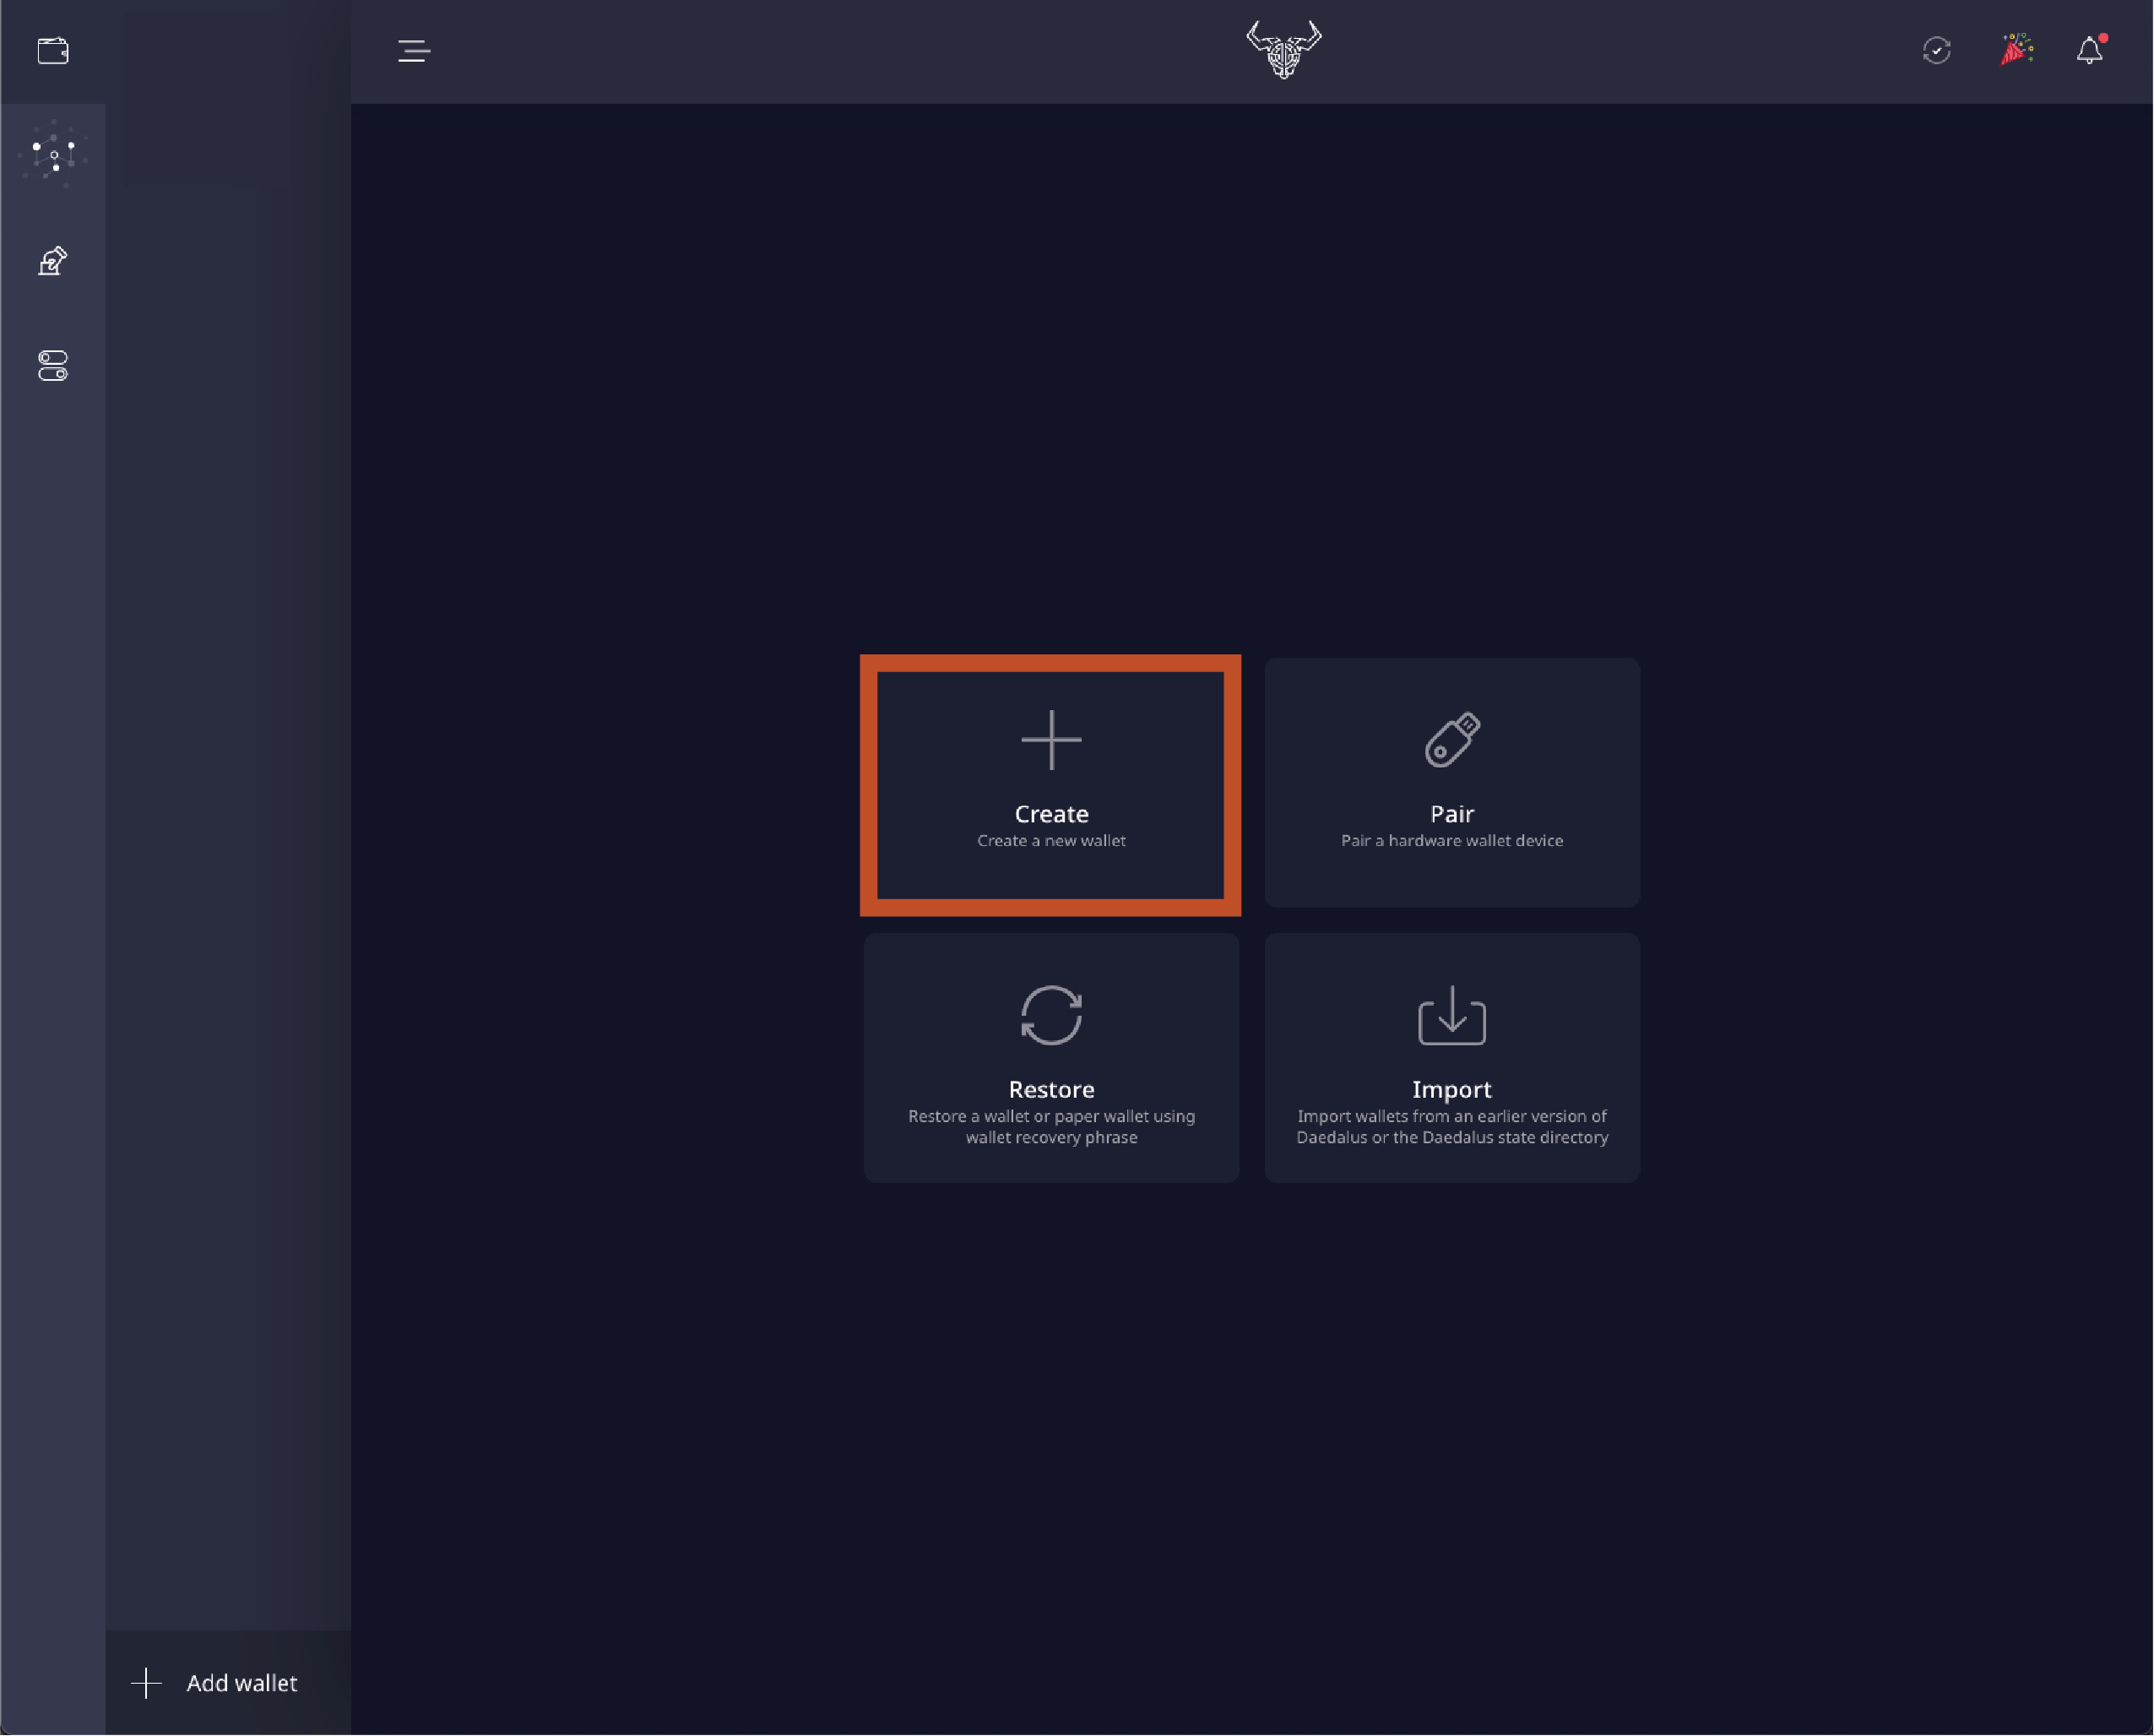 Create
Create a new wallet
Pair
Pair a hardware wallet device
Restore
Restore a wallet or paper wallet using
wallet recovery phrase
Import
Import wallets from an earlier version of
Daedalus or the Daedalus state directory
Add wallet